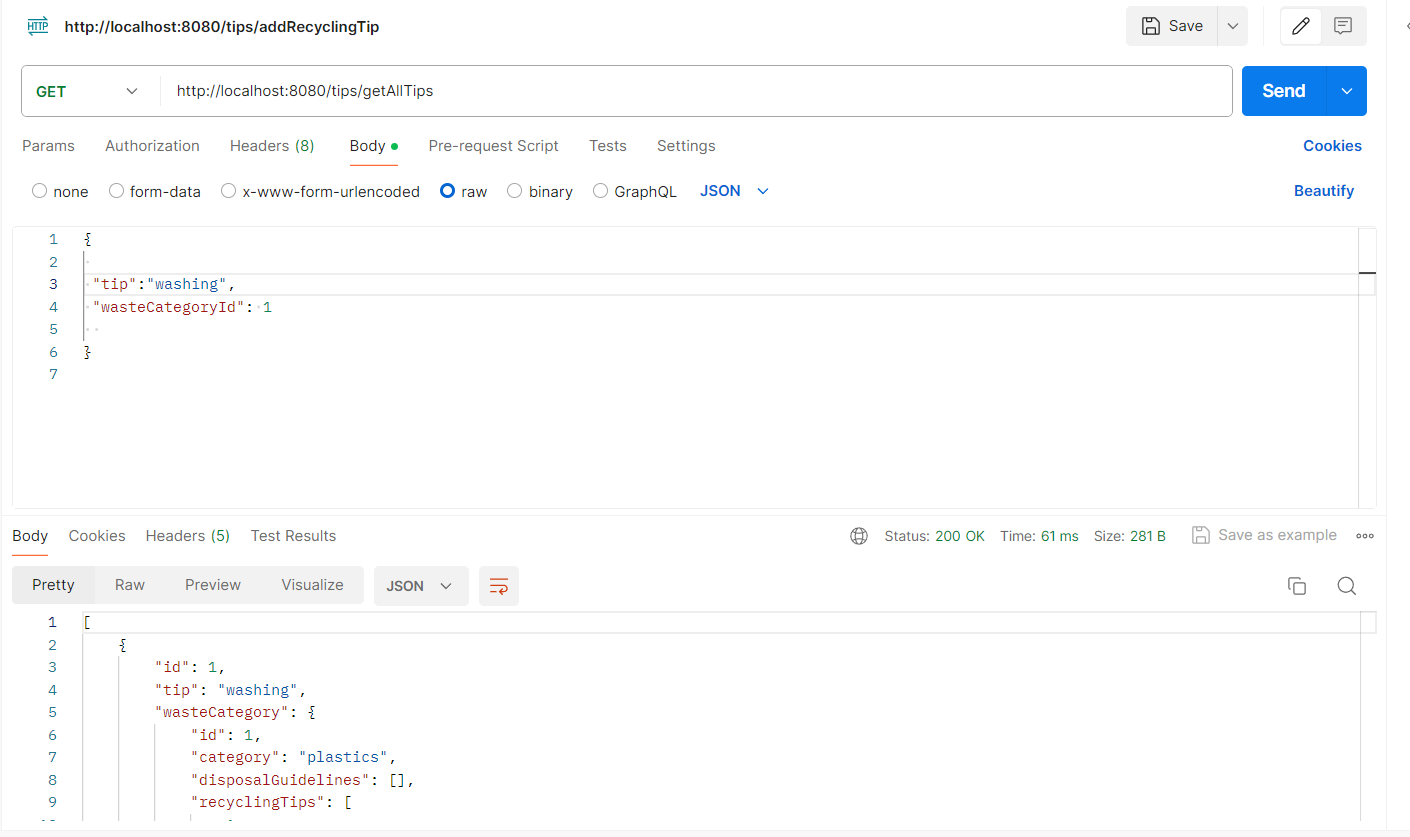 HTTP http://localhost:8080/tips/addRecyclingTip Save
GET http://localhost:8080/tips/getAllTips Send
Params Authorization Headers (8) Body Pre-request Script Tests Settings Cookies
none form-data x-www-form-urlencoded raw binary GraphQL JSON Beautify
1 {
2
3 "tip":"washing",
4 "wasteCategoryId": 1
5
6 }
7
Body Cookies Headers (5) Test Results Status: 200 OK Time: 61 ms Size: 281 B Save as example
Pretty Raw Preview Visualize JSON
1 [
2 {
3 "id": 1,
4 "tip": "washing",
5 "wasteCategory": {
6 "id": 1,
7 "category": "plastics",
8 "disposalGuidelines": [],
9 "recyclingTips": [